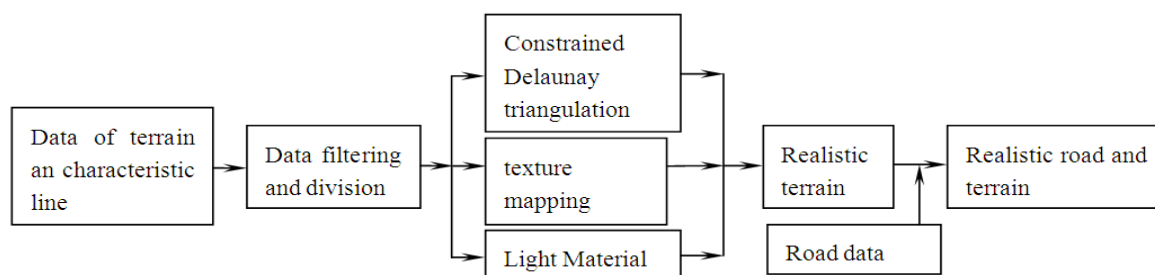 Data of terrain
an characteristic
line
Data filtering
and division
Constrained
Delaunay
triangulation
texture
mapping
Light Material
Realistic
terrain
Road data
Realistic road and
terrain